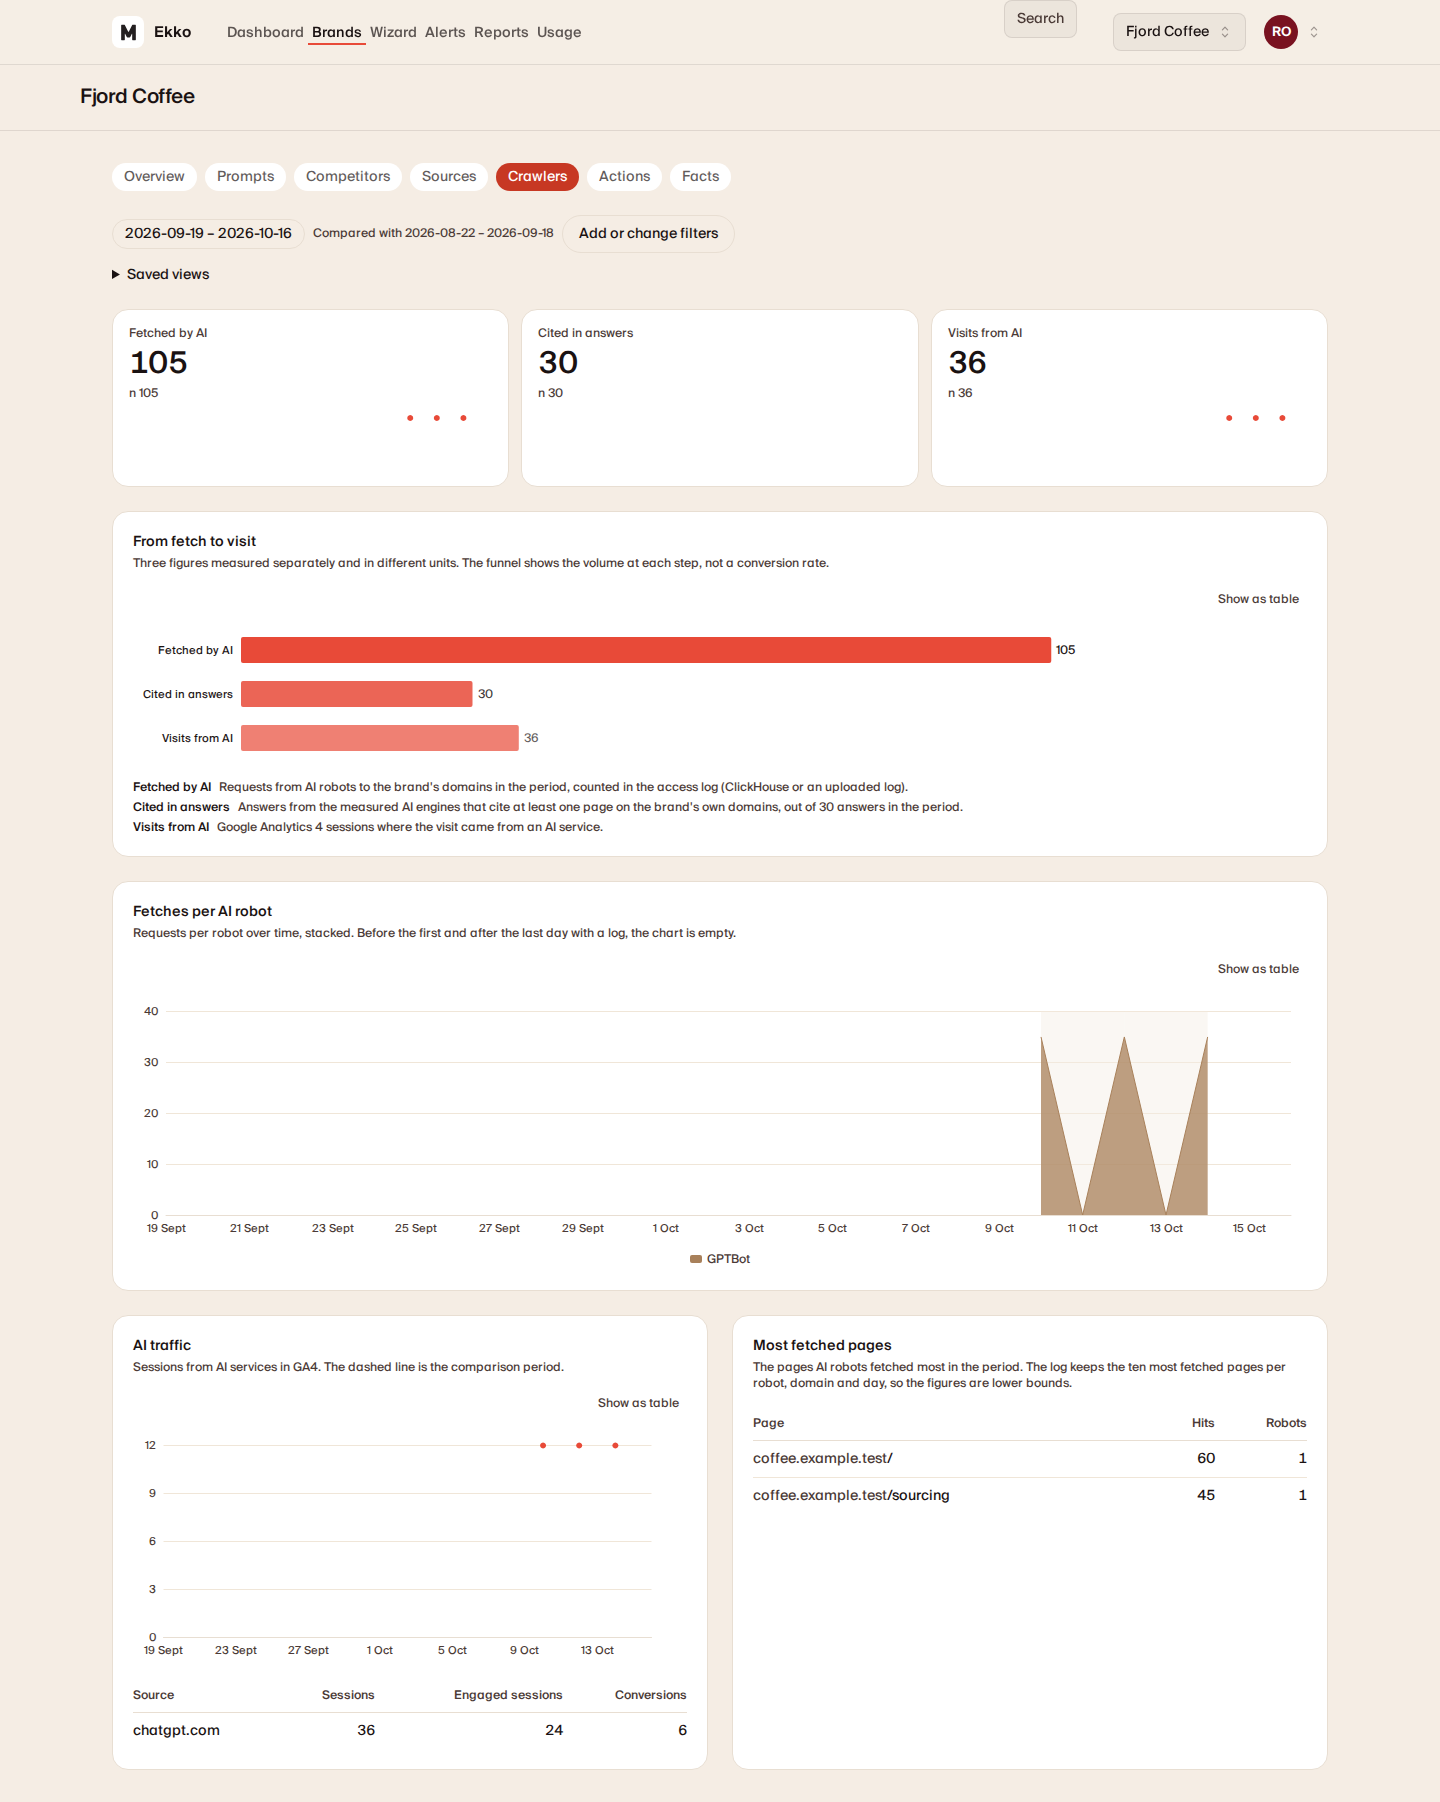 M Ekko Dashboard Brands Wizard Alerts Reports Usage Search Fjord Coffee RO
Fjord Coffee
Overview Prompts Competitors Sources Crawlers Actions Facts
2026-09-19 – 2026-10-16 Compared with 2026-08-22 – 2026-09-18 Add or change filters
Saved views
Fetched by AI
105
n 105
Cited in answers
30
n 30
Visits from AI
36
n 36
From fetch to visit
Three figures measured separately and in different units. The funnel shows the volume at each step, not a conversion rate.
Show as table
Fetched by AI 105
Cited in answers 30
Visits from AI 36
Fetched by AI Requests from AI robots to the brand's domains in the period, counted in the access log (ClickHouse or an uploaded log).
Cited in answers Answers from the measured AI engines that cite at least one page on the brand's own domains, out of 30 answers in the period.
Visits from AI Google Analytics 4 sessions where the visit came from an AI service.
Fetches per AI robot
Requests per robot over time, stacked. Before the first and after the last day with a log, the chart is empty.
Show as table
40
30
20
10
0
19 Sept 21 Sept 23 Sept 25 Sept 27 Sept 29 Sept 1 Oct 3 Oct 5 Oct 7 Oct 9 Oct 11 Oct 13 Oct 15 Oct
GPTBot
AI traffic
Sessions from AI services in GA4. The dashed line is the comparison period.
Show as table
12
9
6
3
0
19 Sept 23 Sept 27 Sept 1 Oct 5 Oct 9 Oct 13 Oct
Source Sessions Engaged sessions Conversions
chatgpt.com 36 24 6
Most fetched pages
The pages AI robots fetched most in the period. The log keeps the ten most fetched pages per
robot, domain and day, so the figures are lower bounds.
Page Hits Robots
coffee.example.test/ 60 1
coffee.example.test/sourcing 45 1